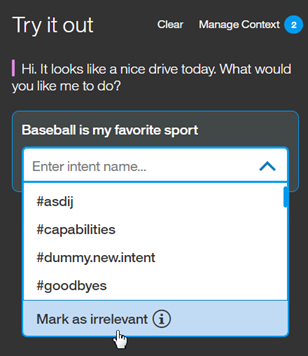 Try it out
Clear
Manage Context 2
Hi. It looks like a nice drive today. What would
you like me to do?
Baseball is my favorite sport
Enter intent name...
#asdij
#capabilities
#dummy.new.intent
#goodbyes
Mark as irrelevant